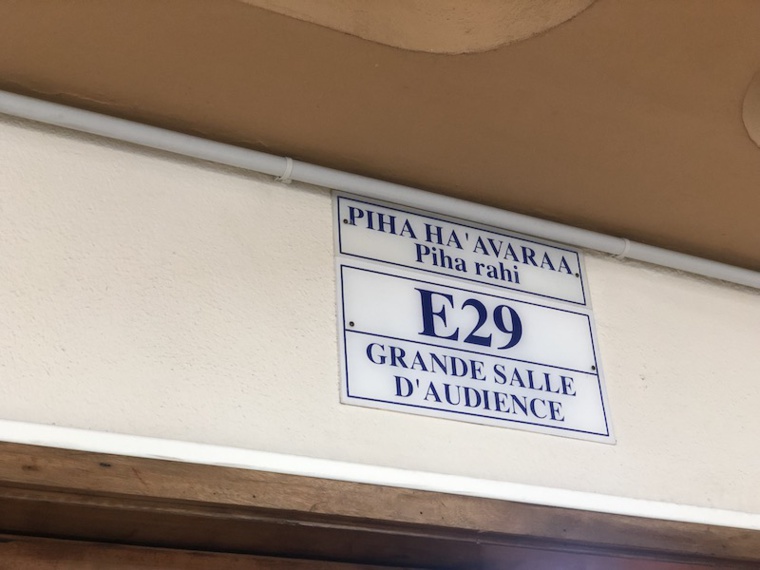 PIHA HA'AVARAA
Piha rahi
E29
GRANDE SALLE
D'AUDIENCE